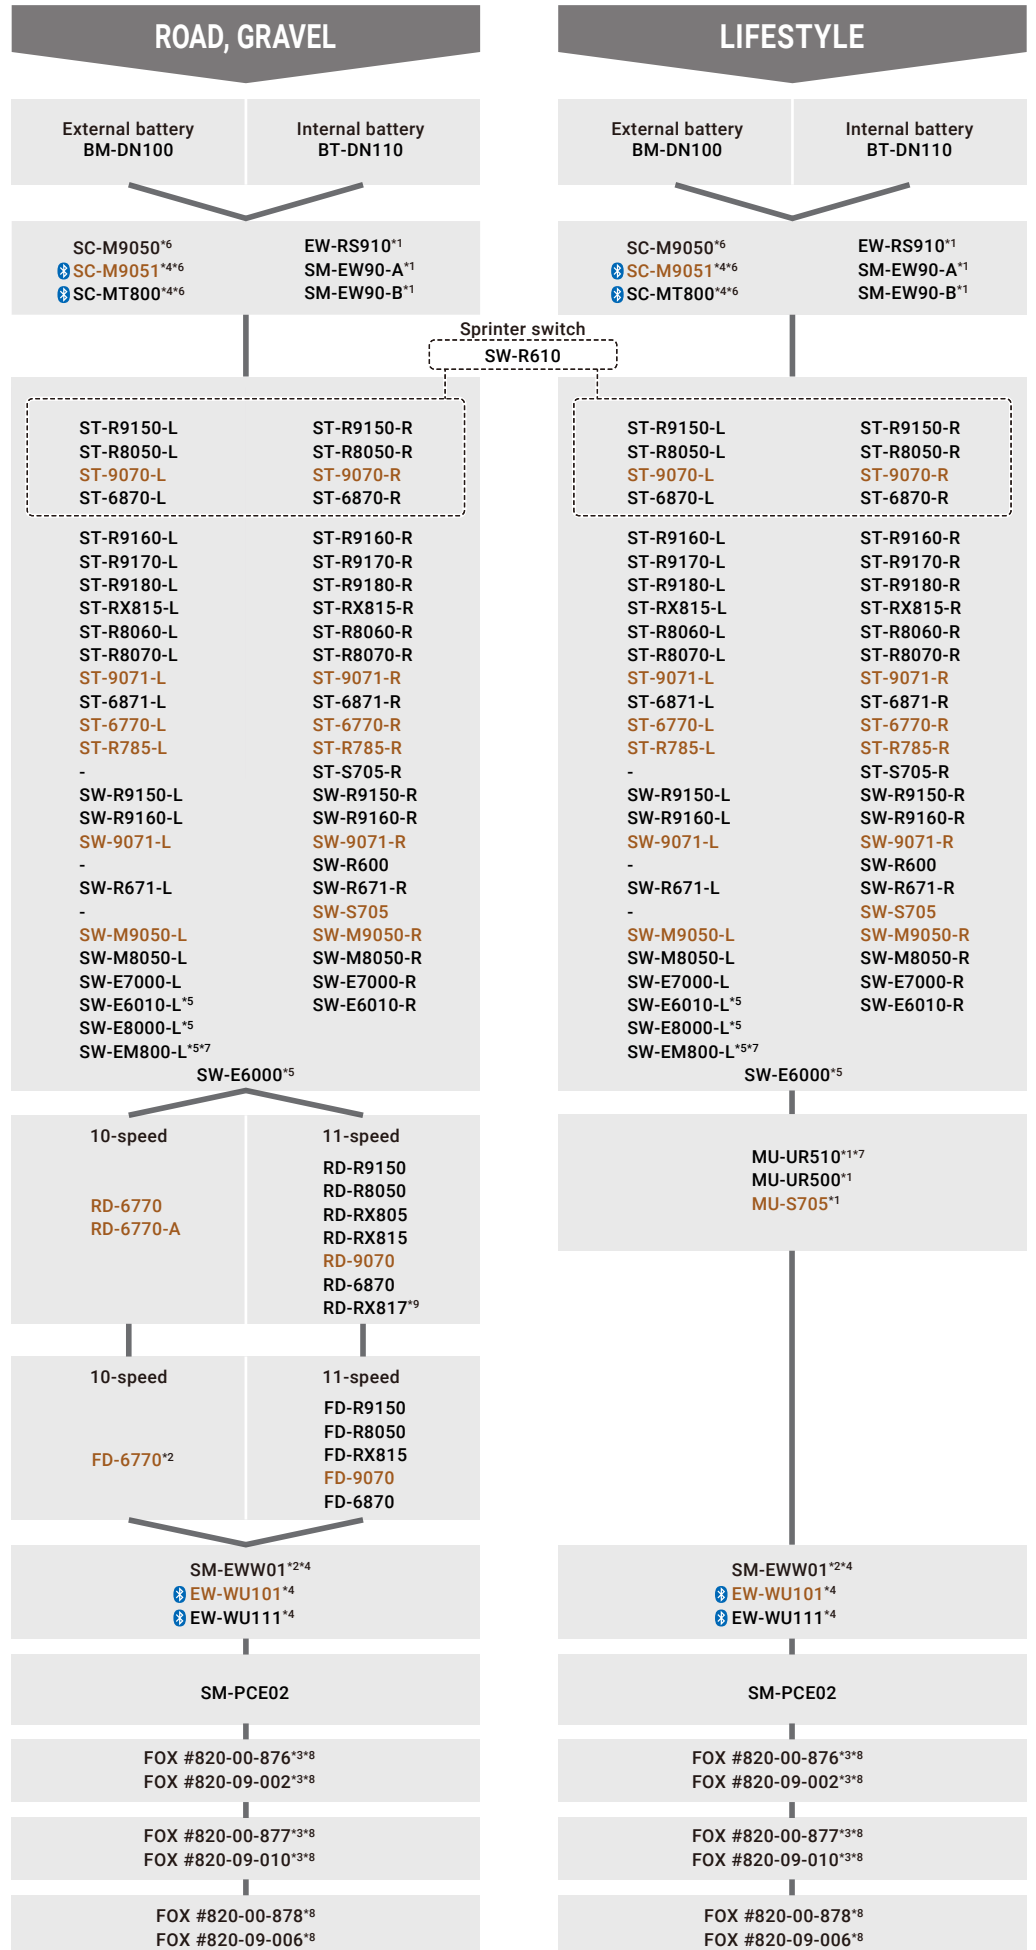 ROAD, GRAVEL
External battery
BM-DN100
Internal battery
BT-DN110
SC-M9050*6
SC-M9051*4*6
SC-MT800*4*6
EW-RS910*1
SM-EW90-A*1
SM-EW90-B*1
Sprinter switch
SW-R610
ST-R9150-L ST-R9150-R
ST-R8050-L ST-R8050-R
ST-9070-L ST-9070-R
ST-6870-L ST-6870-R
ST-R9160-L ST-R9160-R
ST-R9170-L ST-R9170-R
ST-R9180-L ST-R9180-R
ST-RX815-L ST-RX815-R
ST-R8060-L ST-R8060-R
ST-R8070-L ST-R8070-R
ST-9071-L ST-9071-R
ST-6871-L ST-6871-R
ST-6770-L ST-6770-R
ST-R785-L ST-R785-R
- ST-S705-R
SW-R9150-L SW-R9150-R
SW-R9160-L SW-R9160-R
SW-9071-L SW-9071-R
- SW-R600
SW-R671-L SW-R671-R
- SW-S705
SW-M9050-L SW-M9050-R
SW-M8050-L SW-M8050-R
SW-E7000-L SW-E7000-R
SW-E6010-L*5 SW-E6010-R
SW-E8000-L*5
SW-EM800-L*5*7
SW-E6000*5
10-speed
RD-6770
RD-6770-A
11-speed
RD-R9150
RD-R8050
RD-RX805
RD-RX815
RD-9070
RD-6870
RD-RX817*9
10-speed
FD-6770*2
11-speed
FD-R9150
FD-R8050
FD-RX815
FD-9070
FD-6870
SM-EWW01*2*4
EW-WU101*4
EW-WU111*4
SM-PCE02
FOX #820-00-876*3*8
FOX #820-09-002*3*8
FOX #820-00-877*3*8
FOX #820-09-010*3*8
FOX #820-00-878*8
FOX #820-09-006*8
LIFESTYLE
External battery
BM-DN100
Internal battery
BT-DN110
SC-M9050*6
SC-M9051*4*6
SC-MT800*4*6
EW-RS910*1
SM-EW90-A*1
SM-EW90-B*1
ST-R9150-L ST-R9150-R
ST-R8050-L ST-R8050-R
ST-9070-L ST-9070-R
ST-6870-L ST-6870-R
ST-R9160-L ST-R9160-R
ST-R9170-L ST-R9170-R
ST-R9180-L ST-R9180-R
ST-RX815-L ST-RX815-R
ST-R8060-L ST-R8060-R
ST-R8070-L ST-R8070-R
ST-9071-L ST-9071-R
ST-6871-L ST-6871-R
ST-6770-L ST-6770-R
ST-R785-L ST-R785-R
- ST-S705-R
SW-R9150-L SW-R9150-R
SW-R9160-L SW-R9160-R
SW-9071-L SW-9071-R
- SW-R600
SW-R671-L SW-R671-R
- SW-S705
SW-M9050-L SW-M9050-R
SW-M8050-L SW-M8050-R
SW-E7000-L SW-E7000-R
SW-E6010-L*5 SW-E6010-R
SW-E8000-L*5
SW-EM800-L*5*7
SW-E6000*5
MU-UR510*1*7
MU-UR500*1
MU-S705*1
SM-EWW01*2*4
EW-WU101*4
EW-WU111*4
SM-PCE02
FOX #820-00-876*3*8
FOX #820-09-002*3*8
FOX #820-00-877*3*8
FOX #820-09-010*3*8
FOX #820-00-878*8
FOX #820-09-006*8